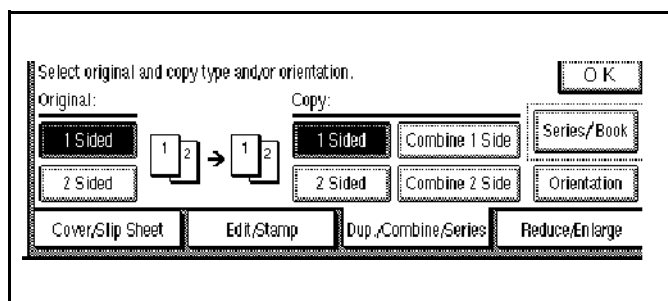 Select original and copy type and/or orientation. O K
Original: Copy:
1 Sided 1 2 1 2 1 Sided Combine 1 Side Series/Book
2 Sided 2 Sided Combine 2 Side Orientation
Cover/Slip Sheet Edit/Stamp Dup./Combine/Series Reduce/Enlarge